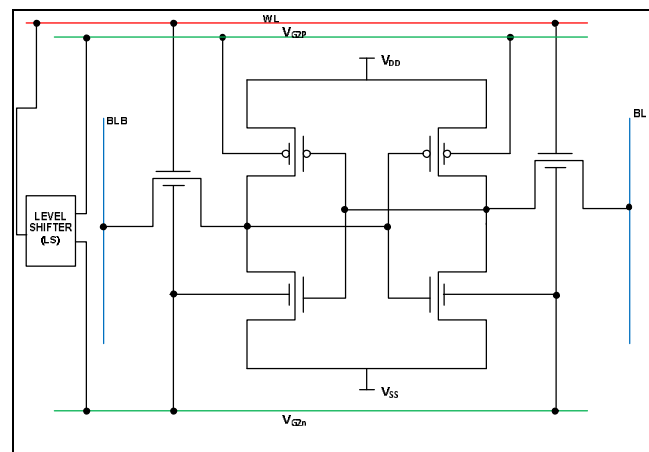 WL
V_G2P
V_DD
BLB
BL
LEVEL
SHIFTER
(LS)
V_SS
V_G2n